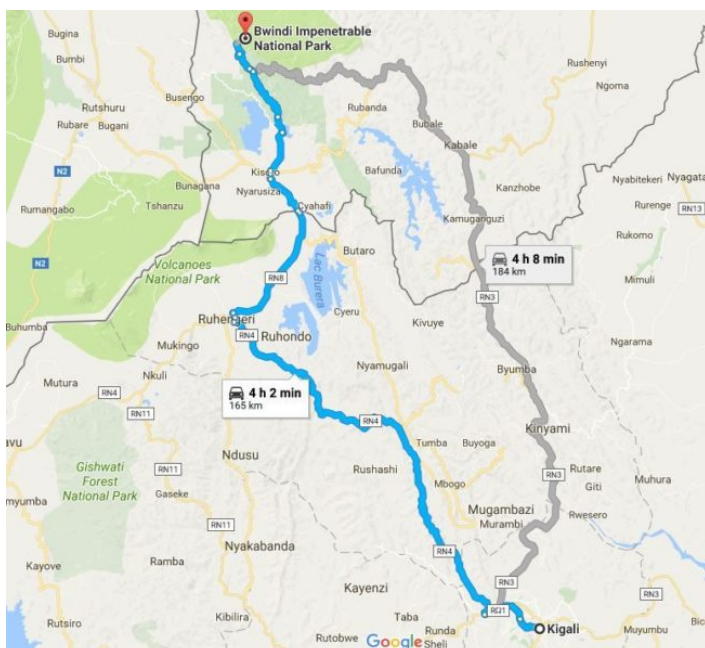 Bugina
Bumbi
Bwindi Impenetrable
National Park
Rushenyi
Ngoma
Rutshuru
Busengo
Rubanda
Rubare
Bugani
Bubale
Kabale
N2
Kisoro
Bafunda
Bunagana
Nyarusiza
Kanzhobe
Nyabitekeri
Nyagata
Rumangabo
Tshanzu
Cyahafi
Kamuganguzi
Rurenge
RN13
Rukomo
N2
Volcanoes
National Park
RN8
Butaro
Lac Burera
4 h 8 min
184 km
Mimuli
RN3
Buhumba
Ruhengeri
Cyeru
Kivuye
RN4
Ruhondo
Mukingo
Ngarama
Nkuli
Nyamugali
Byumba
Mutura
RN4
4 h 2 min
165 km
RN11
RN4
Kinyami
avu
Tumba
Buyoga
Ndusu
Gishwati
Forest
National Park
RN11
Rushashi
Mbogo
RN3
Rutare
Giti
Muhura
Gaseke
Mugambazi
myumba
Murambi
Rwesero
RN11
Nyakabanda
RN4
Kayove
Ramba
RN3
Kayenzi
Rutsiro
Kibilira
Taba
Kigali
Runda
Muyumbu
Bic
Rutobwe
Google
Sheli